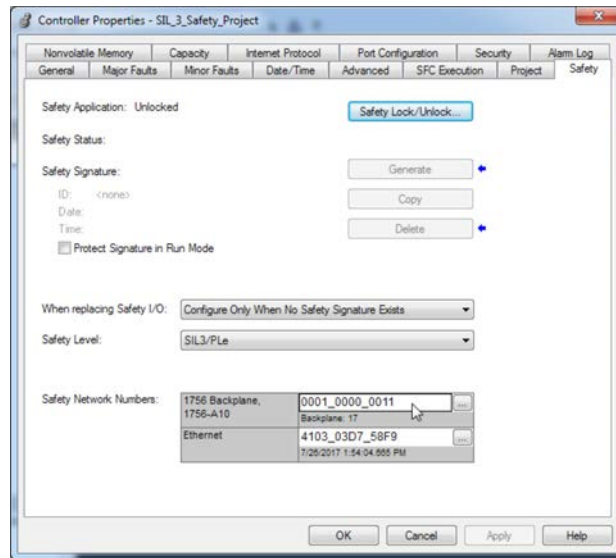 Controller Properties - SIL_3_Safety_Project
Nonvolatile Memory Capacity Internet Protocol Port Configuration Security Alarm Log
General Major Faults Minor Faults Date/Time Advanced SFC Execution Project Safety
Safety Application: Unlocked Safety Lock/Unlock...
Safety Status:
Safety Signature: Generate
ID: <none> Copy
Date:
Time: Delete
Protect Signature in Run Mode
When replacing Safety I/O: Configure Only When No Safety Signature Exists
Safety Level: SIL3/PLe
Safety Network Numbers: 1756 Backplane, 0001_0000_0011 ...
1756-A10 Backplane: 17
Ethernet 4103_03D7_58F9 ...
7/26/2017 1:54:04.665 PM
OK Cancel Apply Help